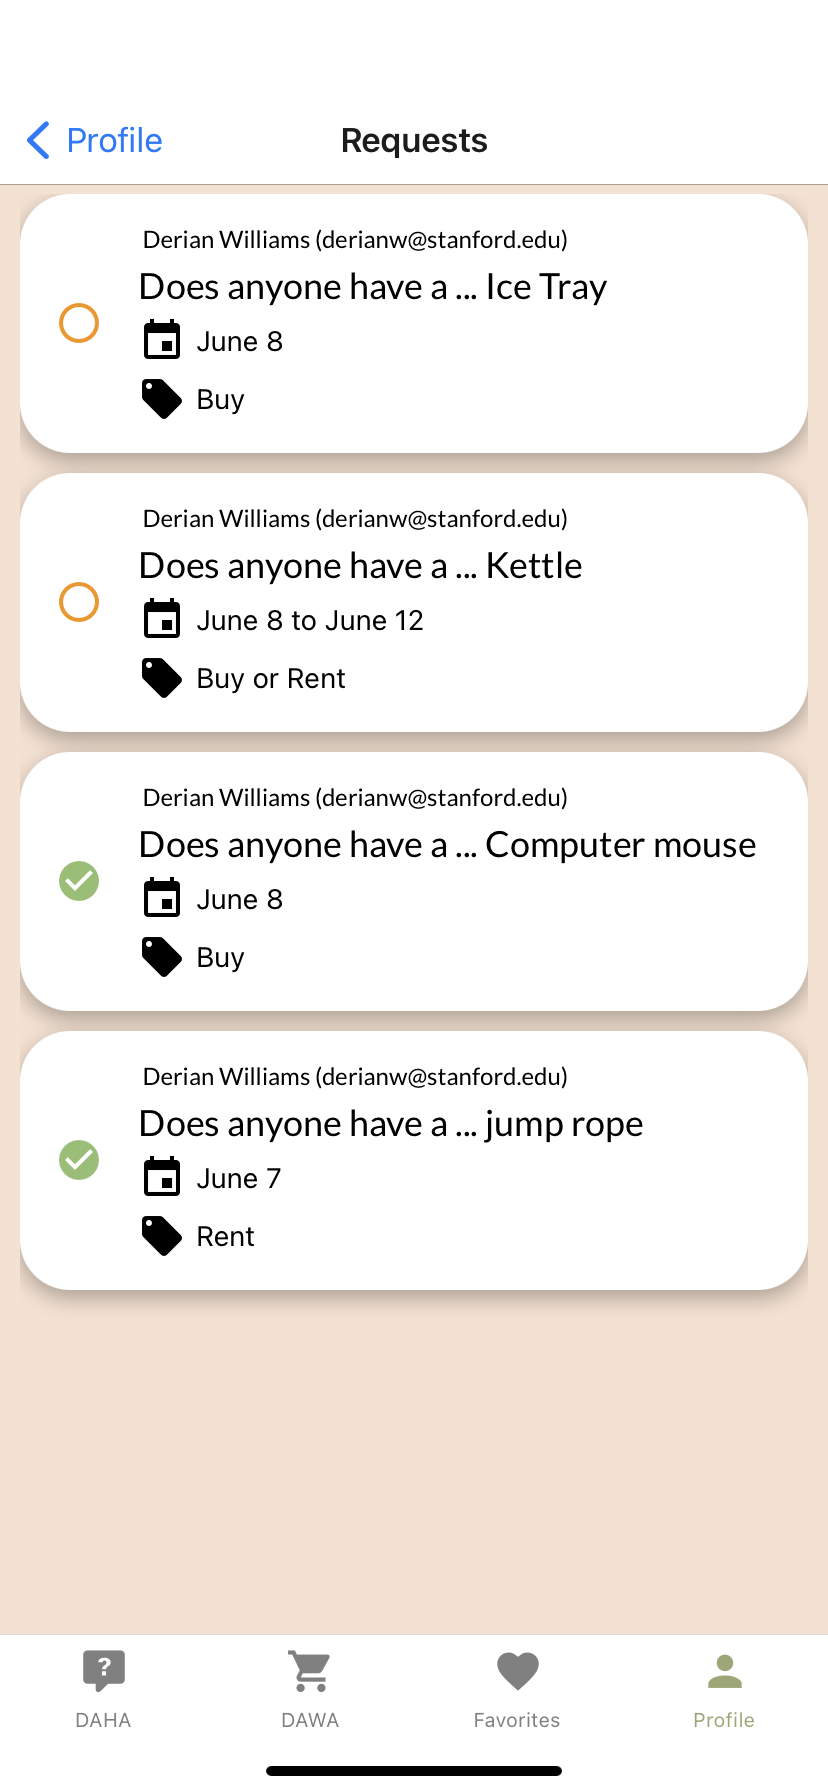 Profile
Requests
Derian Williams (derianw@stanford.edu)
Does anyone have a ... Ice Tray
June 8
Buy
Derian Williams (derianw@stanford.edu)
Does anyone have a ... Kettle
June 8 to June 12
Buy or Rent
Derian Williams (derianw@stanford.edu)
Does anyone have a ... Computer mouse
June 8
Buy
Derian Williams (derianw@stanford.edu)
Does anyone have a ... jump rope
June 7
Rent
?
DAHA
DAWA
Favorites
Profile